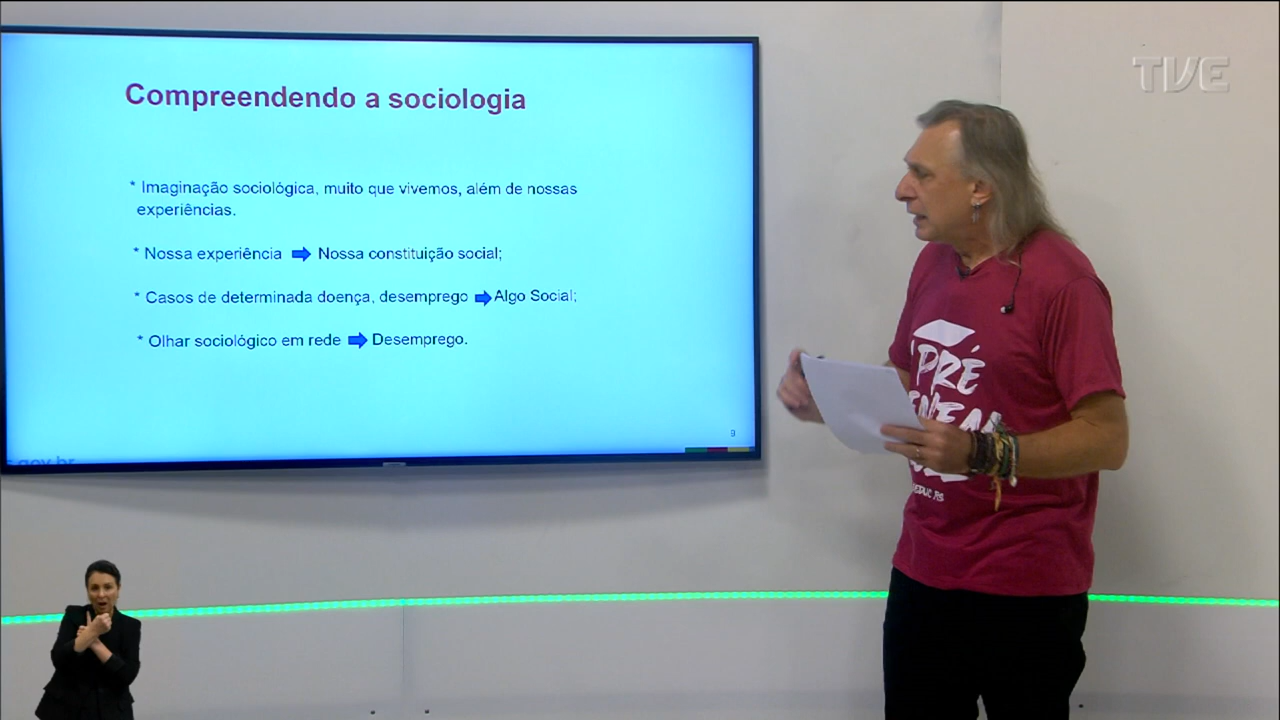 TVE
Compreendendo a sociologia
* Imaginação sociológica, muito que vivemos, além de nossas
experiências.
* Nossa experiência ➡ Nossa constituição social;
* Casos de determinada doença, desemprego ➡ Algo Social;
* Olhar sociológico em rede ➡ Desemprego.
9
PRÉ